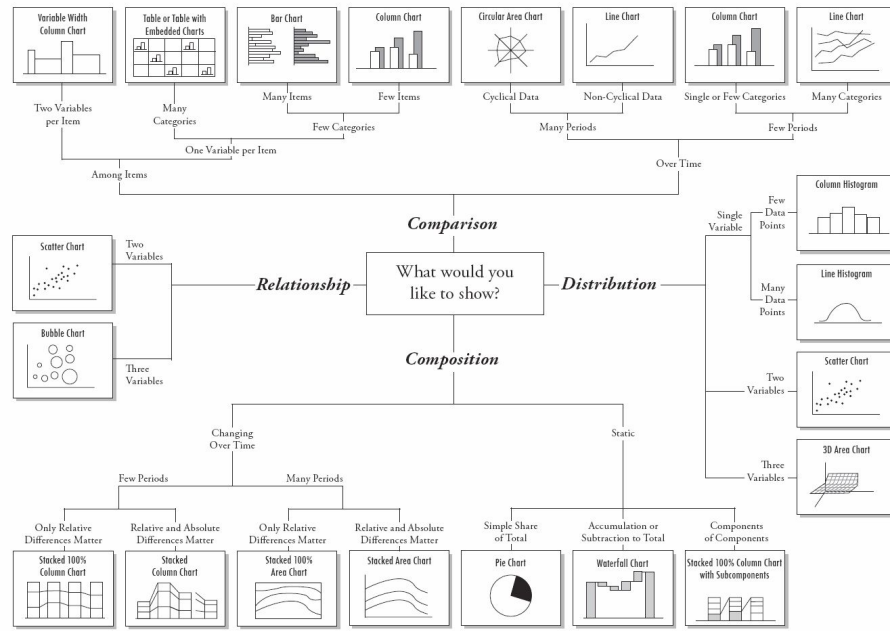 Variable Width
Column Chart
Table or Table with
Embedded Charts
Bar Chart
Column Chart
Circular Area Chart
Line Chart
Column Chart
Line Chart
Two Variables
per Item
Many
Categories
Many Items
Few Items
Cyclical Data
Non-Cyclical Data
Single or Few Categories
Many Categories
Few Categories
Many Periods
Few Periods
One Variable per Item
Over Time
Among Items
Comparison
What would you
like to show?
Relationship
Two
Variables
Scatter Chart
Three
Variables
Bubble Chart
Distribution
Single
Variable
Few
Data
Points
Column Histogram
Many
Data
Points
Line Histogram
Two
Variables
Scatter Chart
Three
Variables
3D Area Chart
Composition
Changing
Over Time
Static
Few Periods
Many Periods
Only Relative
Differences Matter
Relative and Absolute
Differences Matter
Only Relative
Differences Matter
Relative and Absolute
Differences Matter
Simple Share
of Total
Accumulation or
Subtraction to Total
Components
of Components
Stacked 100%
Column Chart
Stacked
Column Chart
Stacked 100%
Area Chart
Stacked Area Chart
Pie Chart
Waterfall Chart
Stacked 100% Column Chart
with Subcomponents